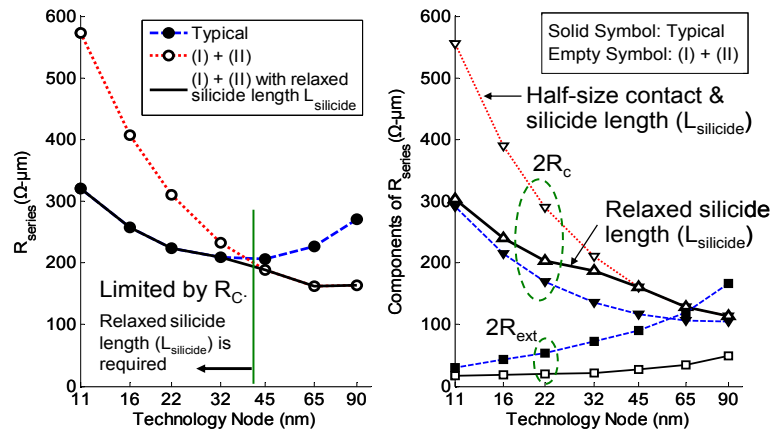 Typical
(I) + (II)
(I) + (II) with relaxed
silicide length L_silicide
600
500
400
300
200
100
0
R_series(Ω-µm)
Limited by R_C.
Relaxed silicide
length (L_silicide) is
required
11 16 22 32 45 65 90
Technology Node (nm)
Solid Symbol: Typical
Empty Symbol: (I) + (II)
600
500
400
300
200
100
0
Components of R_series(Ω-µm)
Half-size contact &
silicide length (L_silicide)
2R_c
Relaxed silicide
length (L_silicide)
2R_ext
11 16 22 32 45 65 90
Technology Node (nm)